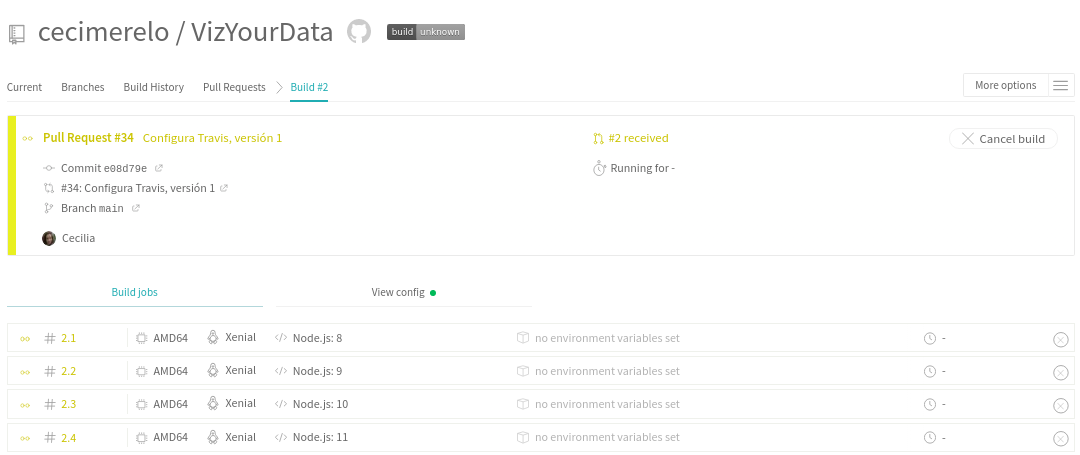 cecimerelo / VizYourData build unknown
Current Branches Build History Pull Requests Build #2 More options
Pull Request #34 Configura Travis, versión 1 #2 received Cancel build
Commit e08d79e Running for -
#34: Configura Travis, versión 1
Branch main
Cecilia
Build jobs View config
# 2.1 AMD64 Xenial </> Node.js: 8 no environment variables set -
# 2.2 AMD64 Xenial </> Node.js: 9 no environment variables set -
# 2.3 AMD64 Xenial </> Node.js: 10 no environment variables set -
# 2.4 AMD64 Xenial </> Node.js: 11 no environment variables set -